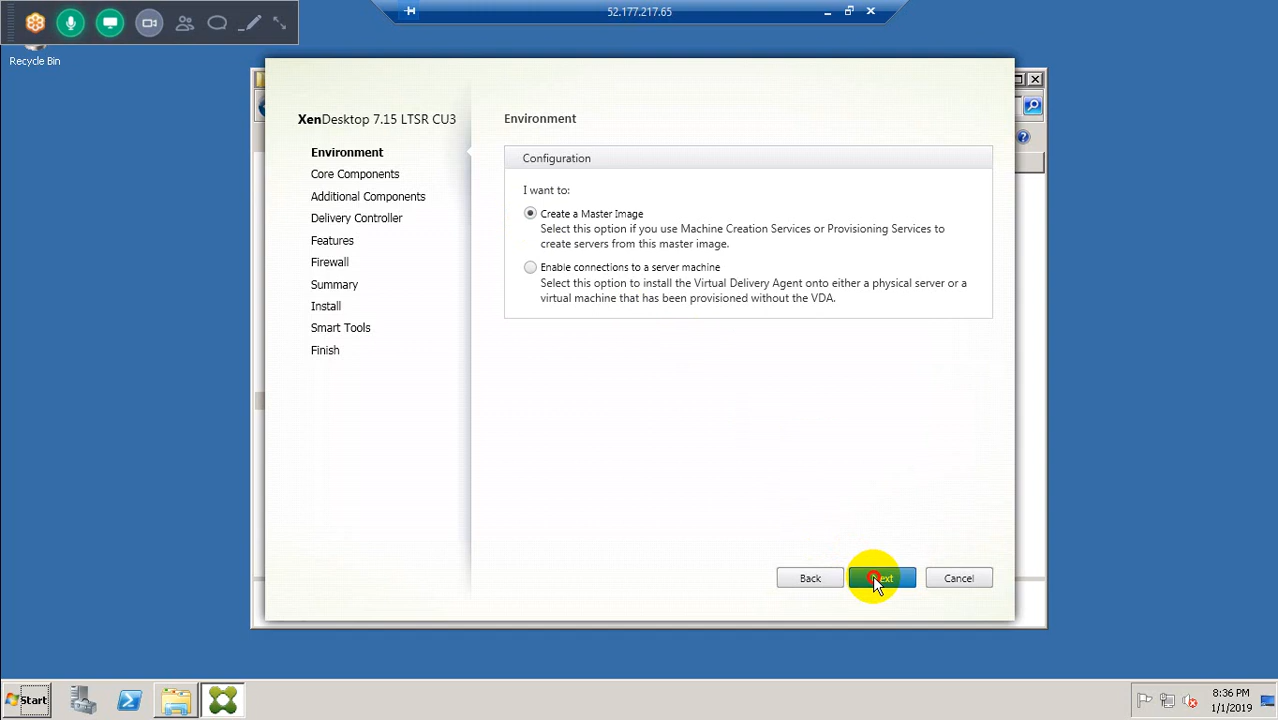 52.177.217.65
Recycle Bin
XenDesktop 7.15 LTSR CU3
Environment
Core Components
Additional Components
Delivery Controller
Features
Firewall
Summary
Install
Smart Tools
Finish
Environment
Configuration
I want to:
Create a Master Image
Select this option if you use Machine Creation Services or Provisioning Services to
create servers from this master image.
Enable connections to a server machine
Select this option to install the Virtual Delivery Agent onto either a physical server or a
virtual machine that has been provisioned without the VDA.
Back
Next
Cancel
Start
8:36 PM
1/1/2019